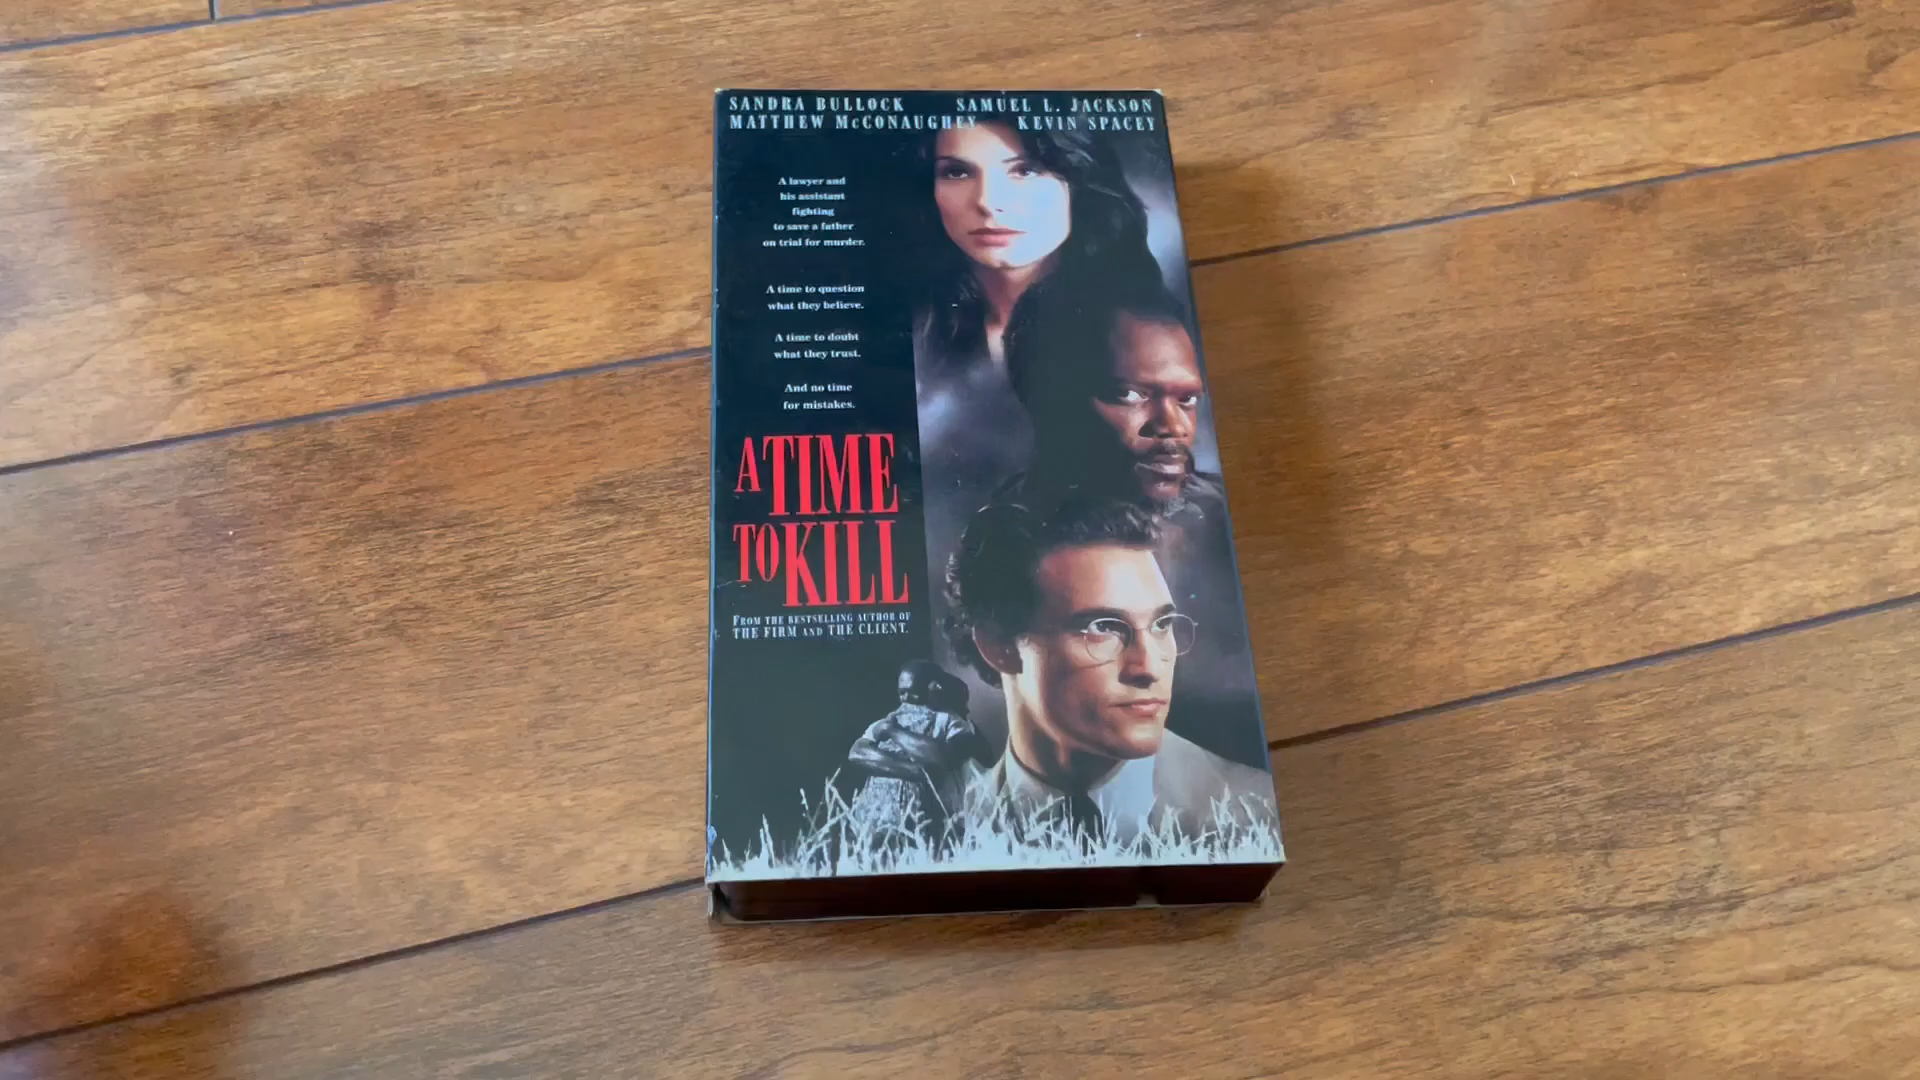 SANDRA BULLOCK SAMUEL L. JACKSON
MATTHEW McCONAUGHEY KEVIN SPACEY
A lawyer and
his assistant
fighting
to save a father
on trial for murder.
A time to question
what they believe.
A time to doubt
what they trust.
And no time
for mistakes.
A TIME
TO KILL
FROM THE BESTSELLING AUTHOR OF
THE FIRM AND THE CLIENT.